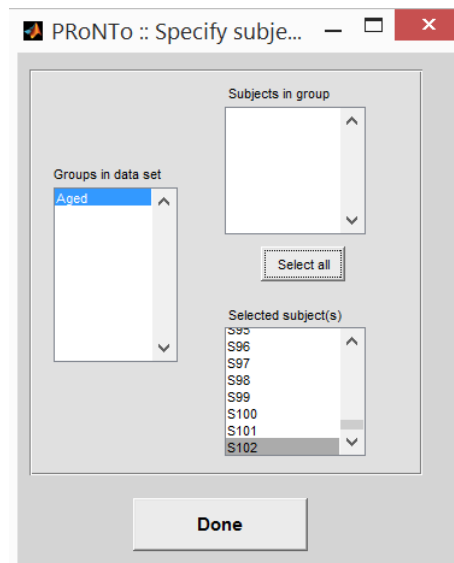 PRoNTo :: Specify subje...
Subjects in group
Groups in data set
Aged
Select all
Selected subject(s)
S95
S96
S97
S98
S99
S100
S101
S102
Done